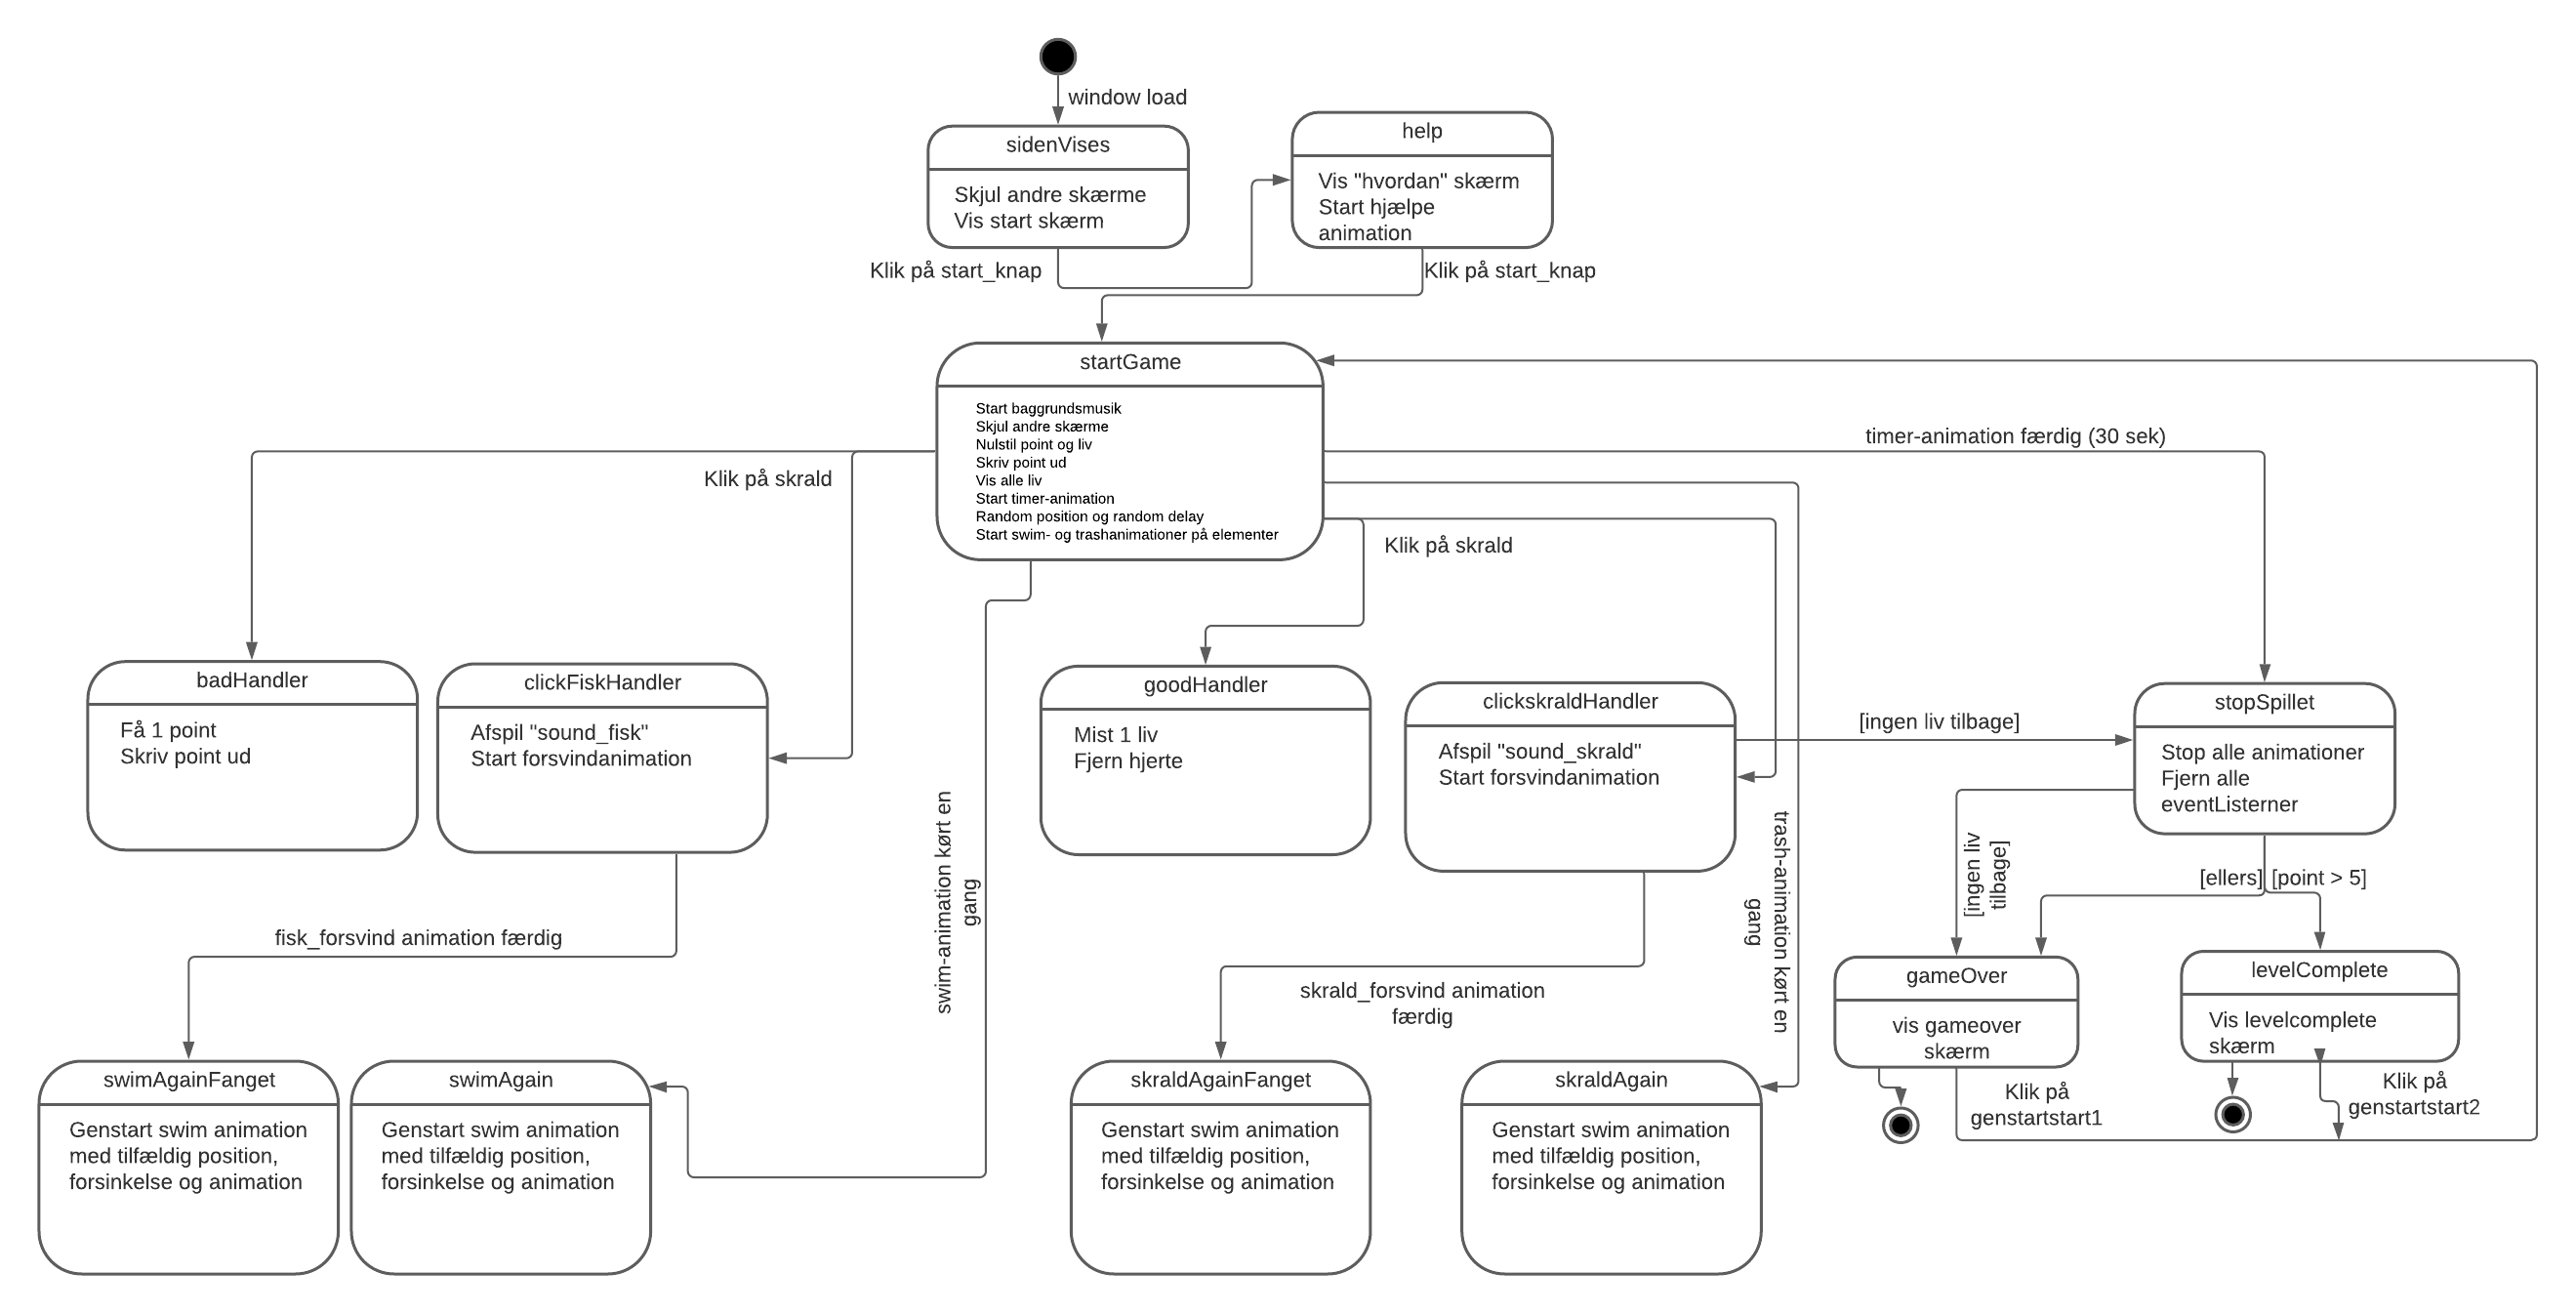 window load
sidenVises
Skjul andre skærme
Vis start skærm
help
Vis "hvordan" skærm
Start hjælpe
animation
Klik på start_knap
Klik på start_knap
startGame
Start baggrundsmusik
Skjul andre skærme
Nulstil point og liv
Skriv point ud
Vis alle liv
Start timer-animation
Random position og random delay
Start swim- og trashanimationer på elementer
timer-animation færdig (30 sek)
Klik på skrald
Klik på skrald
badHandler
Få 1 point
Skriv point ud
clickFiskHandler
Afspil "sound_fisk"
Start forsvindanimation
goodHandler
Mist 1 liv
Fjern hjerte
clickskraldHandler
Afspil "sound_skrald"
Start forsvindanimation
[ingen liv tilbage]
stopSpillet
Stop alle animationer
Fjern alle
eventListerner
swim-animation kørt en
gang
trash-animation kørt en
gang
[ingen liv
tilbage]
[ellers]
[point > 5]
fisk_forsvind animation færdig
skrald_forsvind animation
færdig
gameOver
vis gameover
skærm
levelComplete
Vis levelcomplete
skærm
Klik på
genstartstart1
Klik på
genstartstart2
swimAgainFanget
Genstart swim animation
med tilfældig position,
forsinkelse og animation
swimAgain
Genstart swim animation
med tilfældig position,
forsinkelse og animation
skraldAgainFanget
Genstart swim animation
med tilfældig position,
forsinkelse og animation
skraldAgain
Genstart swim animation
med tilfældig position,
forsinkelse og animation